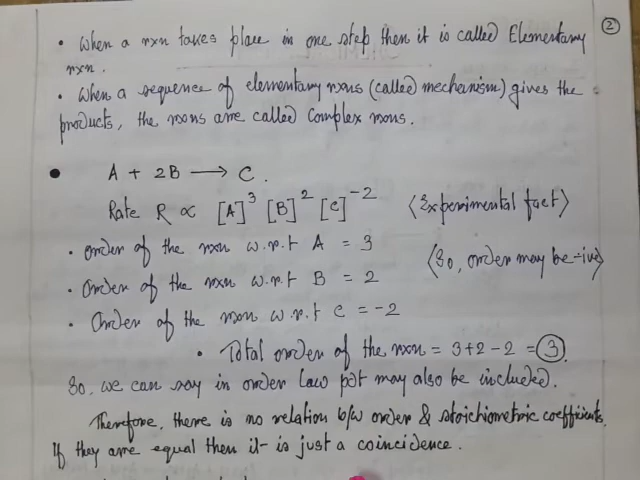 ②
• When a rxn takes place in one step then it is called Elementary
rxn.
• When a sequence of elementary rxns (called mechanism) gives the
products, the rxns are called Complex rxns.
• A + 2B ⟶ C.
Rate R ∝ [A]³ [B]² [C]⁻² ⟨Experimental fact⟩
• Order of the rxn w.r.t A = 3
⟨So, order may be -ive⟩
• Order of the rxn w.r.t B = 2
• Order of the rxn w.r.t C = -2
• Total order of the rxn = 3+2-2 = ③.
So, we can say in order law pdt may also be included.
Therefore, there is no relation b/w order & stoichiometric coefficients.
If they are equal then it is just a coincidence.